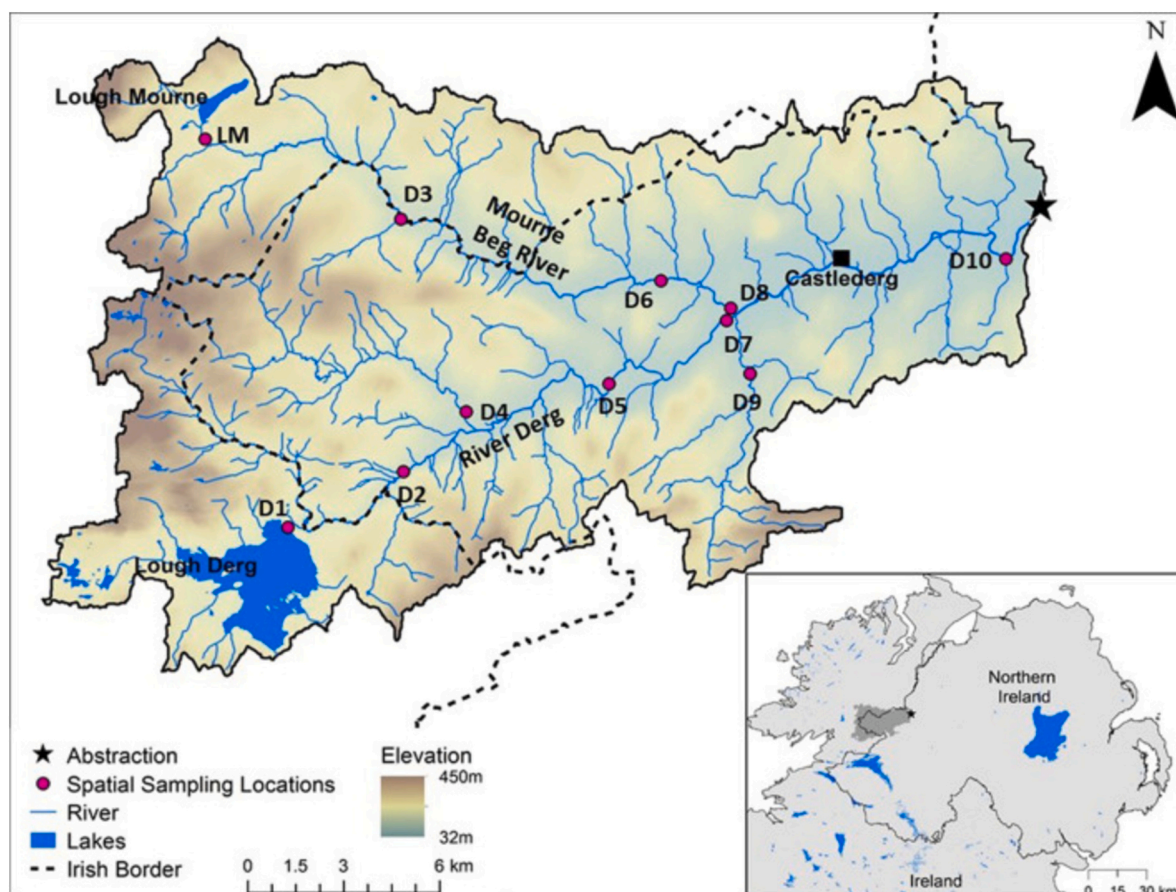 N
Lough Mourne
LM
D3
Mourne
Beg River
D6
D8
Castlederg
D10
D7
D5
D9
D4
River Derg
D2
D1
Lough Derg
Abstraction
Spatial Sampling Locations
River
Lakes
Irish Border
Elevation
450m
32m
0 1.5 3 6 km
Northern
Ireland
Ireland
0 15 30 km